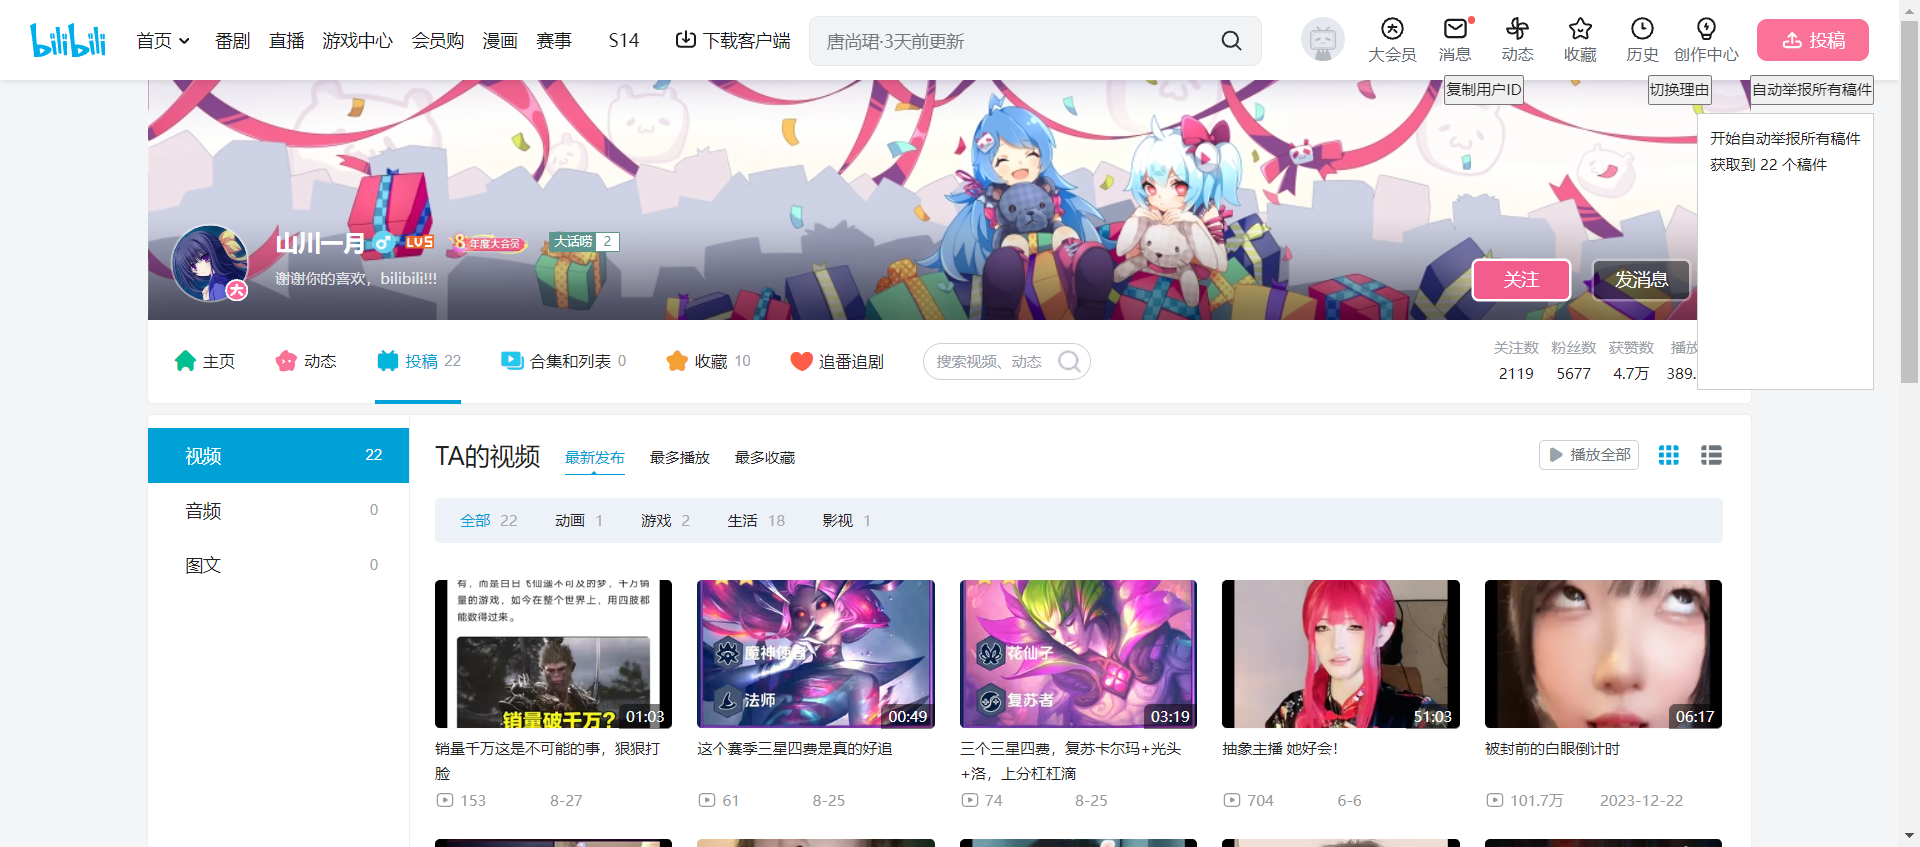 bilibili
首页
番剧
直播
游戏中心
会员购
漫画
赛事
S14
下载客户端
唐尚珺·3天前更新
大会员
消息
动态
收藏
历史
创作中心
投稿
复制用户ID
切换理由
自动举报所有稿件
开始自动举报所有稿件
获取到 22 个稿件
山川一月
LV5
8 年度大会员
大话唠 2
大
谢谢你的喜欢，bilibili!!!
关注
发消息
主页
动态
投稿 22
合集和列表 0
收藏 10
追番追剧
搜索视频、动态
关注数 粉丝数 获赞数 播放
2119 5677 4.7万 389.
视频 22
音频 0
图文 0
TA的视频
最新发布
最多播放
最多收藏
播放全部
全部 22
动画 1
游戏 2
生活 18
影视 1
有，而是白日飞仙遥不可及的梦，千万销
量的游戏，如今在整个世界上，用四肢都
能数得过来。
销量破千万?
01:03
魔神使者
法师
00:49
花仙子
复苏者
03:19
51:03
06:17
销量千万这是不可能的事，狠狠打
脸
153 8-27
这个赛季三星四费是真的好追
61 8-25
三个三星四费，复苏卡尔玛+光头
+洛，上分杠杠滴
74 8-25
抽象主播 她好会！
704 6-6
被封前的白眼倒计时
101.7万 2023-12-22